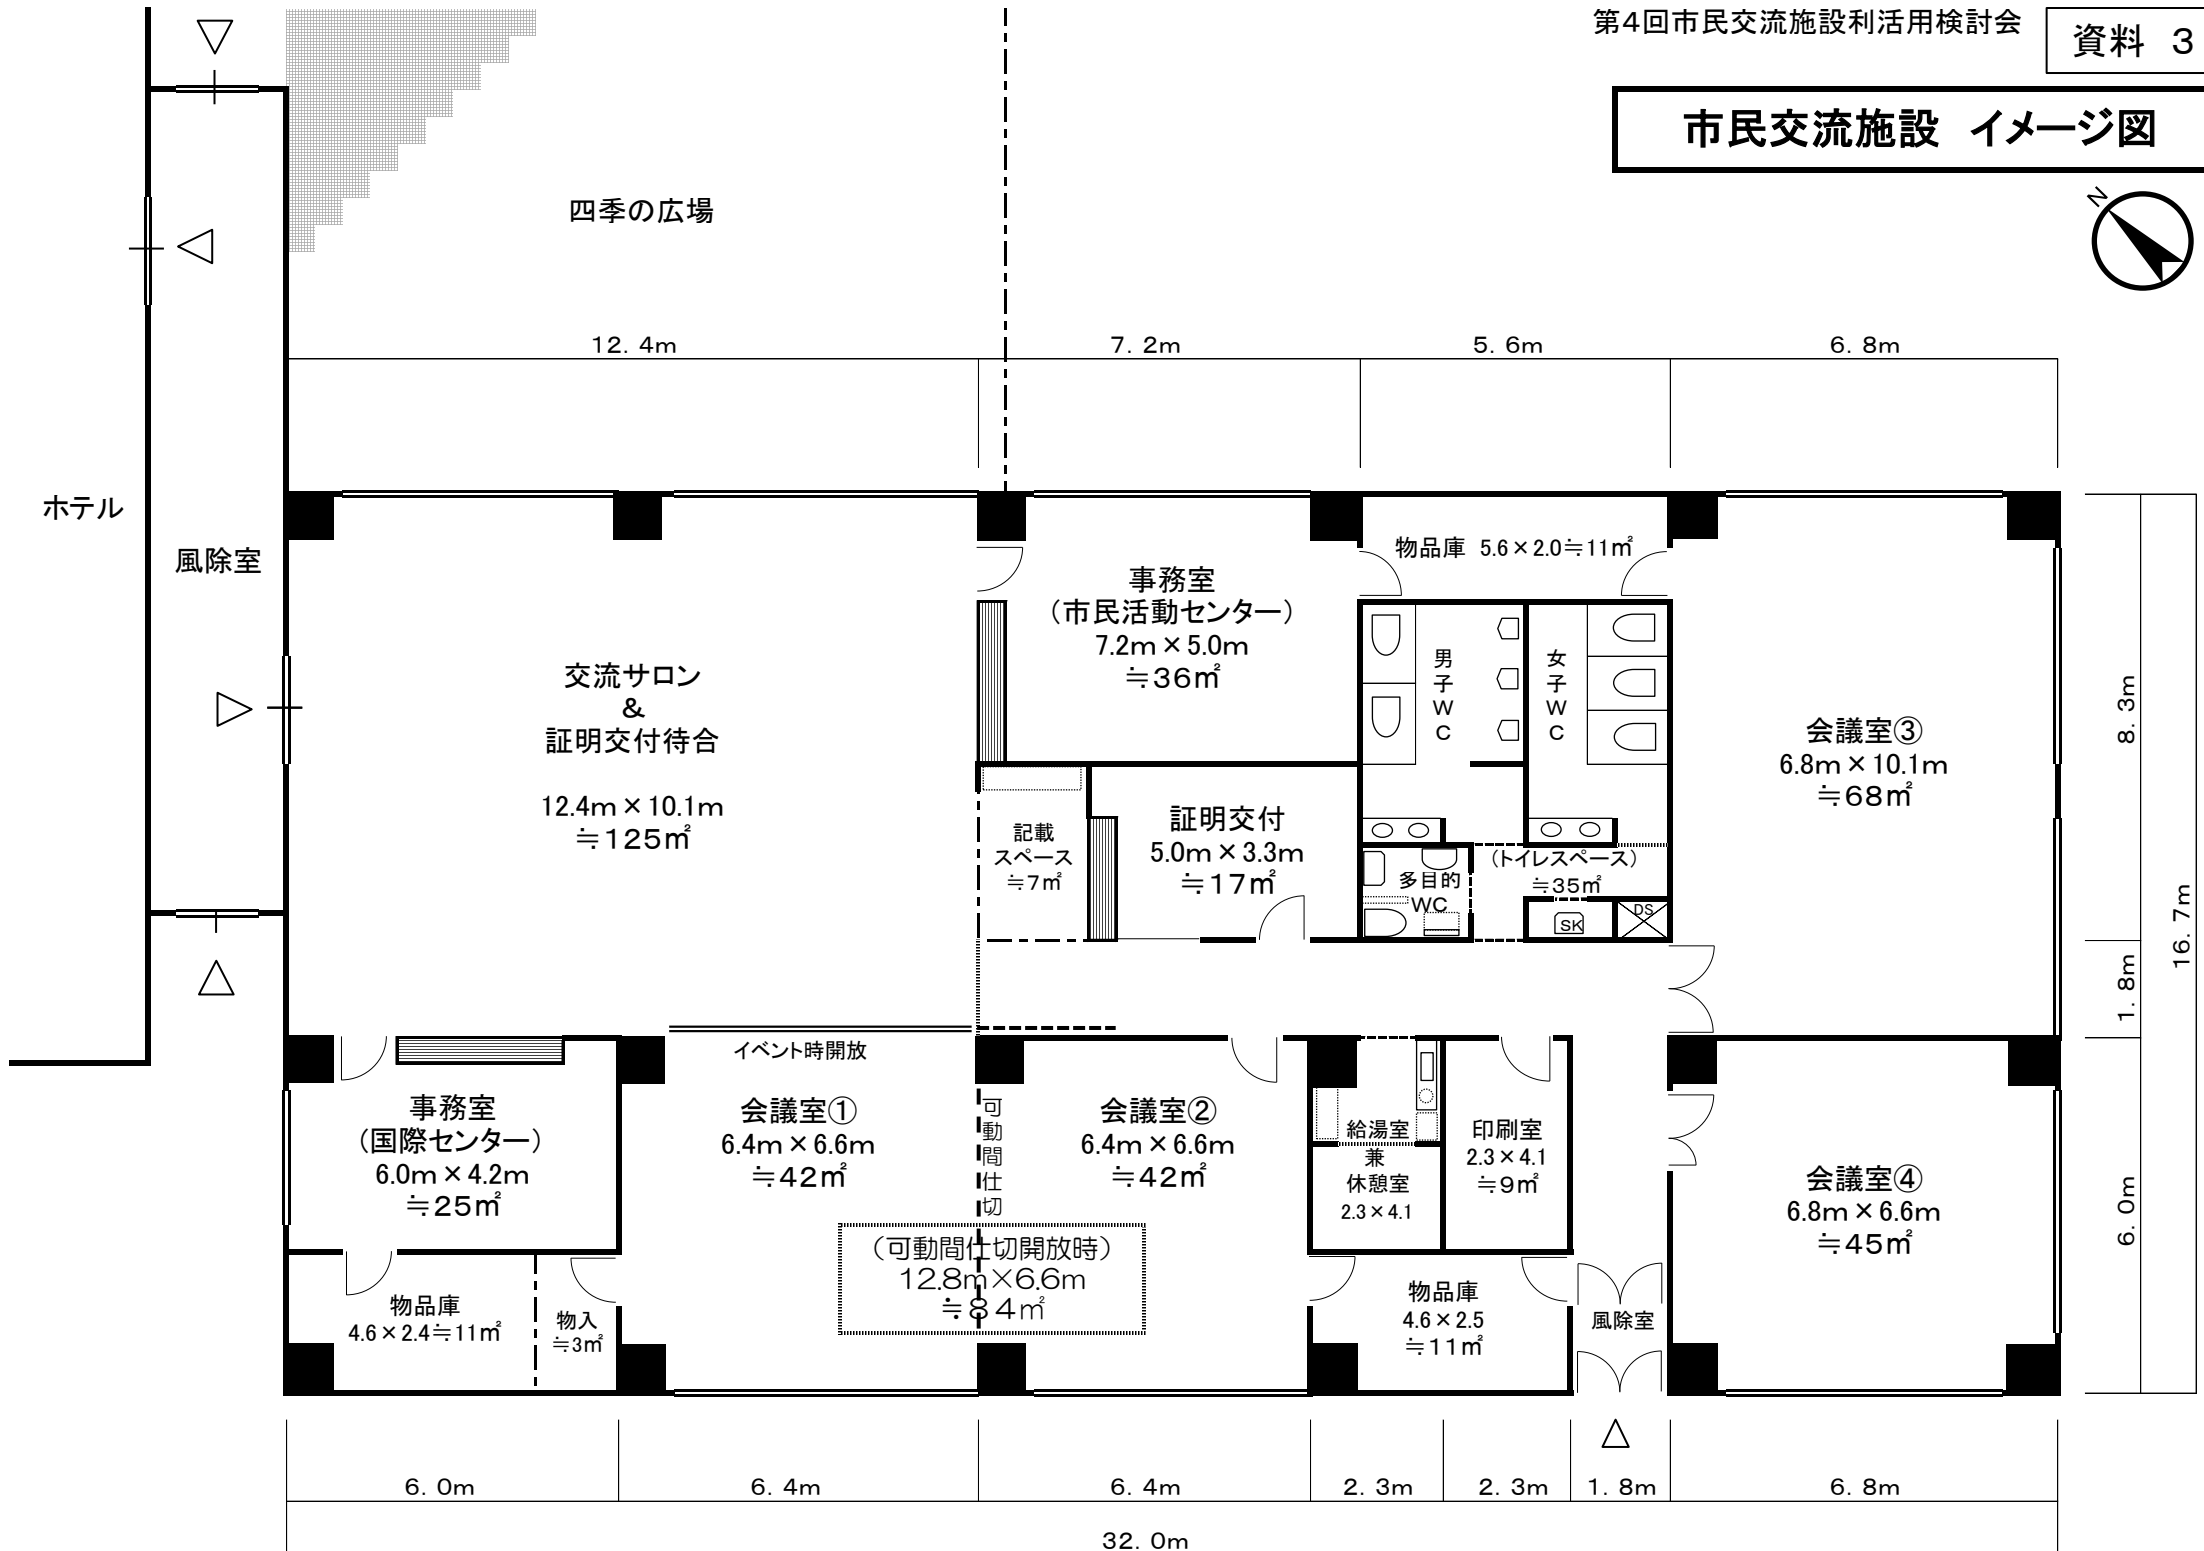 第4回市民交流施設利活用検討会
資料 3
市民交流施設 イメージ図
N
四季の広場
12. 4m
7. 2m
5. 6m
6. 8m
ホテル
風除室
交流サロン
&
証明交付待合
12.4m×10.1m
≒125㎡
事務室
(市民活動センター)
7.2m×5.0m
≒36㎡
物品庫 5.6×2.0≒11㎡
男子WC
女子WC
会議室③
6.8m×10.1m
≒68㎡
記載
スペース
≒7㎡
証明交付
5.0m×3.3m
≒17㎡
(トイレスペース)
≒35㎡
多目的
WC
SK
DS
8. 3m
1. 8m
6. 0m
16. 7m
イベント時開放
事務室
(国際センター)
6.0m×4.2m
≒25㎡
会議室①
6.4m×6.6m
≒42㎡
可動間仕切
会議室②
6.4m×6.6m
≒42㎡
(可動間仕切開放時)
12.8m×6.6m
≒84㎡
給湯室
兼
休憩室
2.3×4.1
印刷室
2.3×4.1
≒9㎡
会議室④
6.8m×6.6m
≒45㎡
物品庫
4.6×2.4≒11㎡
物入
≒3㎡
物品庫
4.6×2.5
≒11㎡
風除室
6. 0m
6. 4m
6. 4m
2. 3m
2. 3m
1. 8m
6. 8m
32. 0m